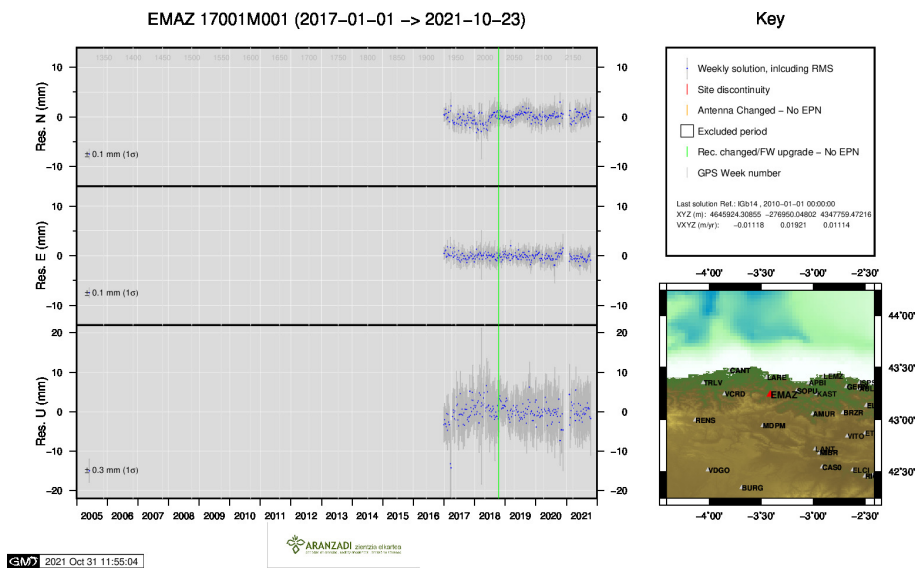 EMAZ 17001M001 (2017−01−01 −> 2021−10−23)
Key
1350 1400 1450 1500 1550 1600 1650 1700 1750 1800 1850 1900 1950 2000 2050 2100 2150
10 0 −10
Res. N (mm)
± 0.1 mm (1σ)
10 0 −10
10 0 −10
Res. E (mm)
± 0.1 mm (1σ)
10 0 −10
20 10 0 −10 −20
Res. U (mm)
± 0.3 mm (1σ)
20 10 0 −10 −20
2005 2006 2007 2008 2009 2010 2011 2012 2013 2014 2015 2016 2017 2018 2019 2020 2021
Weekly solution, inlcuding RMS
Site discontinuity
Antenna Changed − No EPN
Excluded period
Rec. changed/FW upgrade − No EPN
GPS Week number
Last solution Ref.: IGb14 , 2010−01−01 00:00:00
XYZ (m): 4645924.30855 −276950.04802 4347759.47216
VXYZ (m/yr): −0.01118 0.01921 0.01114
−4˚00' −3˚30' −3˚00' −2˚30'
44˚00'
43˚30'
43˚00'
42˚30'
CANT
LARE
LEMZ
TRLV
APBI
VCRD
EMAZ
SOPU
KAST
RENS
MDPM
AMUR
BRZR
VITO
LANT
VDGO
CAS0
ELCI
BURG
−4˚00' −3˚30' −3˚00' −2˚30'
ARANZADI zientzia elkartea
GMT 2021 Oct 31 11:55:04